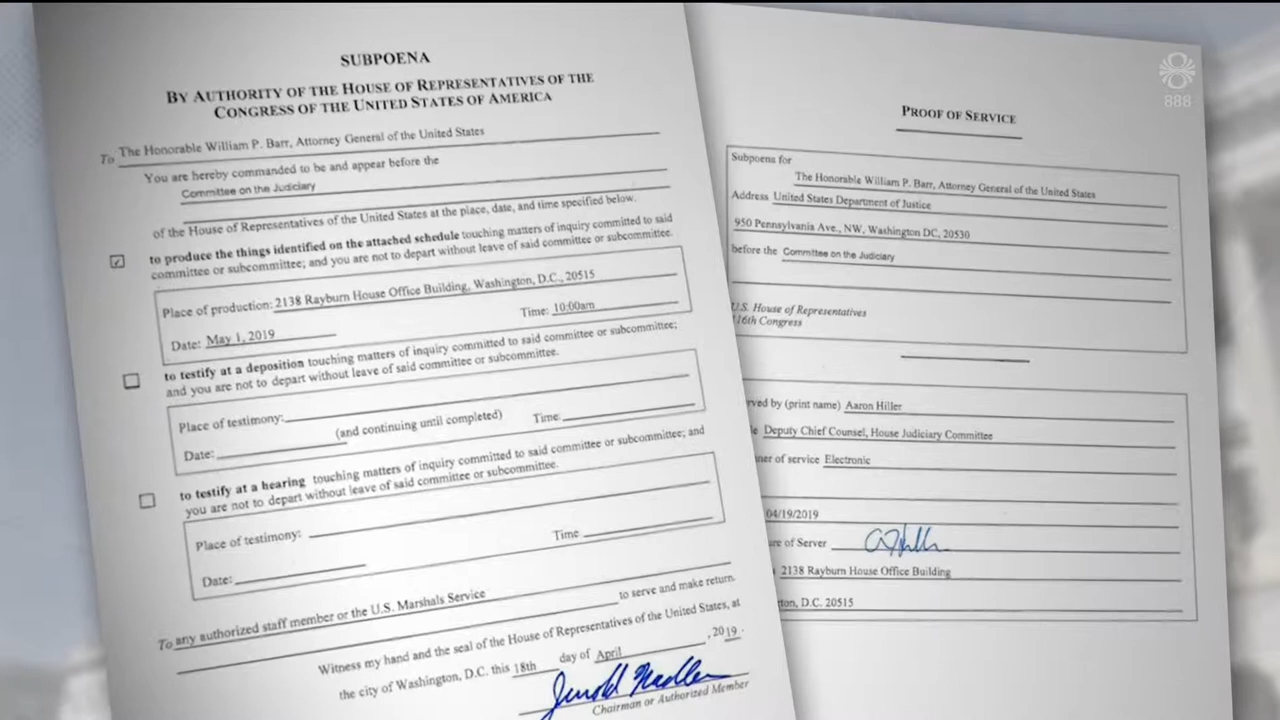 SUBPOENA
BY AUTHORITY OF THE HOUSE OF REPRESENTATIVES OF THE
CONGRESS OF THE UNITED STATES OF AMERICA
To The Honorable William P. Barr, Attorney General of the United States
You are hereby commanded to be and appear before the
Committee on the Judiciary
of the House of Representatives of the United States at the place, date, and time specified below.
to produce the things identified on the attached schedule touching matters of inquiry committed to said
committee or subcommittee; and you are not to depart without leave of said committee or subcommittee.
Place of production: 2138 Rayburn House Office Building, Washington, D.C., 20515
Date: May 1, 2019 Time: 10:00am
to testify at a deposition touching matters of inquiry committed to said committee or subcommittee;
and you are not to depart without leave of said committee or subcommittee.
Place of testimony:
(and continuing until completed)
Date: Time:
to testify at a hearing touching matters of inquiry committed to said committee or subcommittee; and
you are not to depart without leave of said committee or subcommittee.
Place of testimony:
Date: Time
To any authorized staff member or the U.S. Marshals Service
to serve and make return.
Witness my hand and the seal of the House of Representatives of the United States, at
the city of Washington, D.C. this 18th day of April, 2019.
Jerrold Nadler
Chairman or Authorized Member
888
PROOF OF SERVICE
Subpoena for
The Honorable William P. Barr, Attorney General of the United States
Address United States Department of Justice
950 Pennsylvania Ave., NW, Washington DC, 20530
before the Committee on the Judiciary
U.S. House of Representatives
116th Congress
rved by (print name) Aaron Hiller
le Deputy Chief Counsel, House Judiciary Committee
ner of service Electronic
04/19/2019
ure of Server
2138 Rayburn House Office Building
ton, D.C. 20515